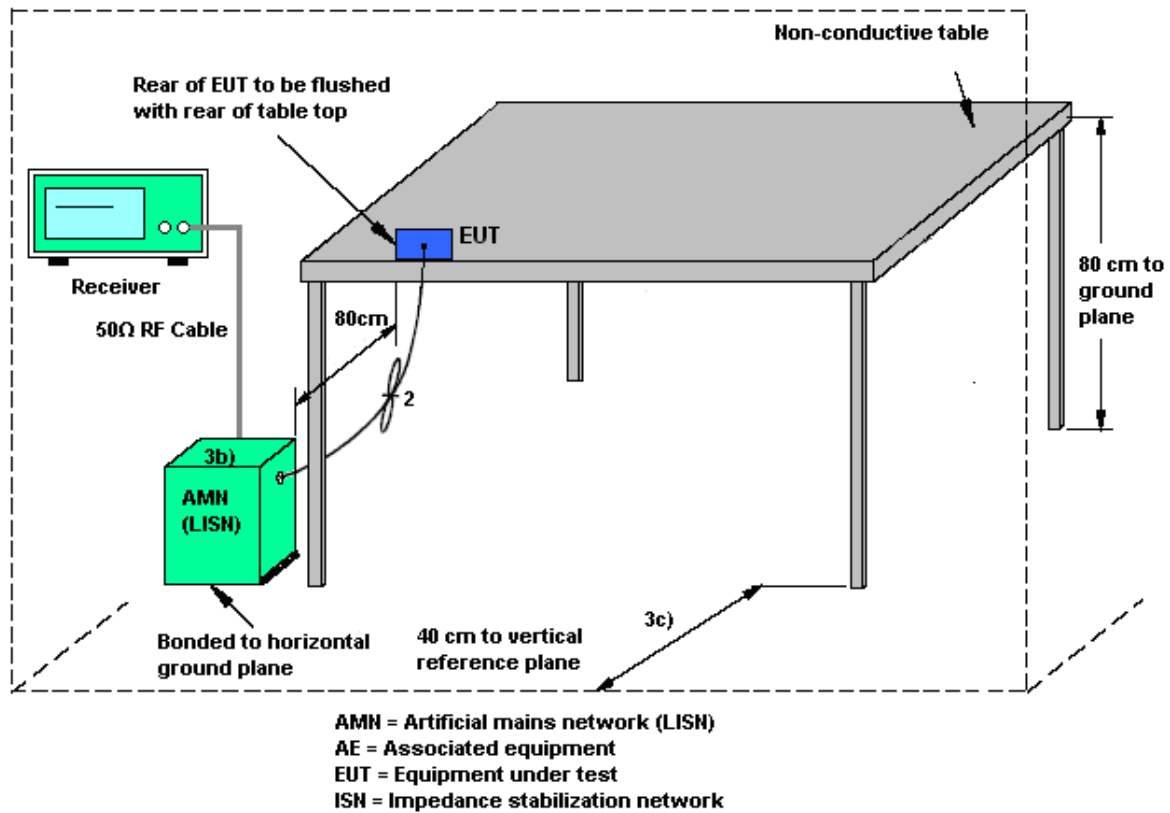 Non-conductive table
Rear of EUT to be flushed
with rear of table top
EUT
Receiver
50Ω RF Cable
80cm
80 cm to
ground
plane
2
3b)
AMN
(LISN)
3c)
Bonded to horizontal
ground plane
40 cm to vertical
reference plane
AMN = Artificial mains network (LISN)
AE = Associated equipment
EUT = Equipment under test
ISN = Impedance stabilization network